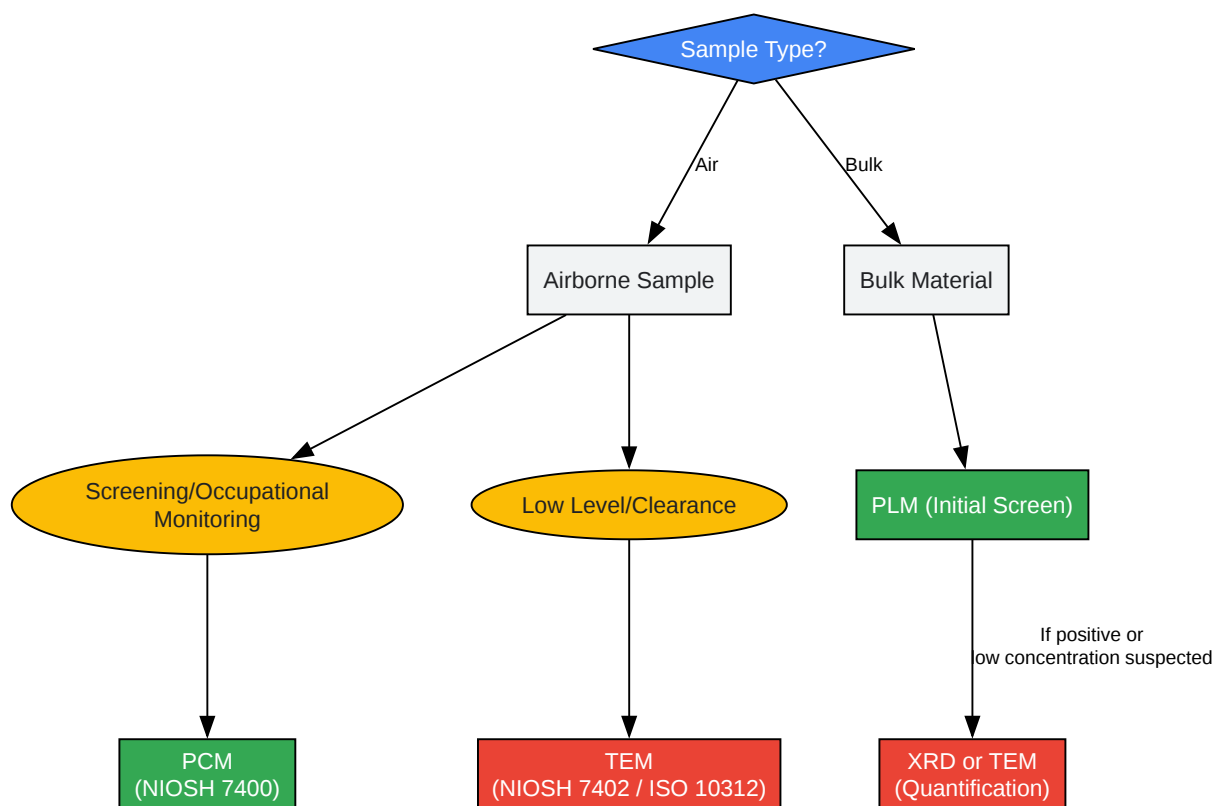 Sample Type?
Air
Bulk
Airborne Sample
Bulk Material
Screening/Occupational
Monitoring
Low Level/Clearance
PLM (Initial Screen)
If positive or
low concentration suspected
PCM
(NIOSH 7400)
TEM
(NIOSH 7402 / ISO 10312)
XRD or TEM
(Quantification)